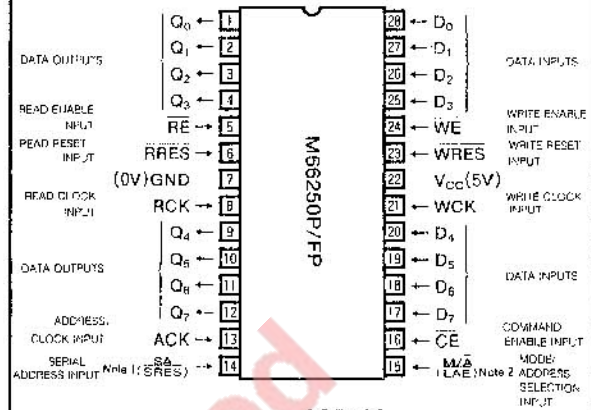 Q0 ← 1
Q1 ← 2
DATA OUTPUTS
Q2 ← 3
Q3 ← 4
READ ENABLE INPUT
RE → 5
READ RESET INPUT
RRES → 6
(0V)GND 7
READ CLOCK INPUT
RCK → 8
Q4 ← 9
Q5 ← 10
DATA OUTPUTS
Q6 ← 11
Q7 ← 12
ADDRESS
CLOCK INPUT
ACK → 13
SERIAL
ADDRESS INPUT
Note 1 (SA
SRES) → 14
M66250P/FP
28 ← D0
27 ← D1
DATA INPUTS
26 ← D2
25 ← D3
WRITE ENABLE
INPUT
24 ← WE
WRITE RESET
INPUT
23 ← WRES
22 VCC(5V)
WRITE CLOCK
INPUT
21 ← WCK
20 ← D4
19 ← D5
DATA INPUTS
18 ← D6
17 ← D7
COMMAND
ENABLE INPUT
16 ← CE
15 ← M/A
(LAE) Note 2
MODE/
ADDRESS
SELECTION
INPUT